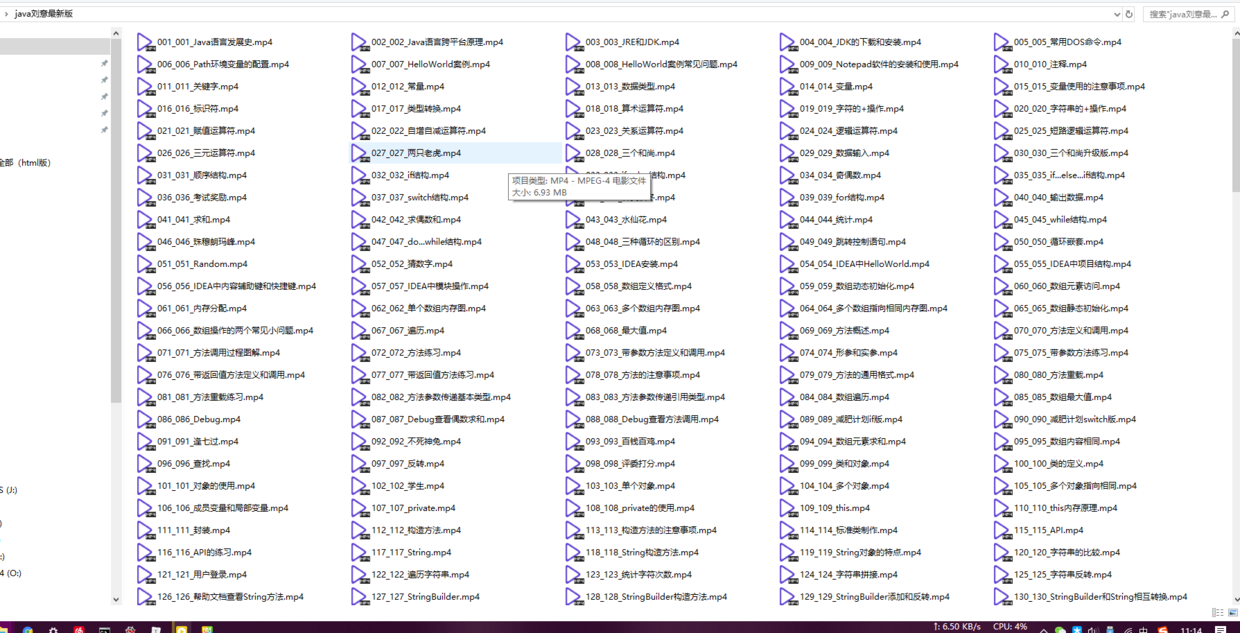 › java刘意最新版
搜索"java刘意最...
001_001_Java语言发展史.mp4 002_002_Java语言跨平台原理.mp4 003_003_JRE和JDK.mp4 004_004_JDK的下载和安装.mp4 005_005_常用DOS命令.mp4
006_006_Path环境变量的配置.mp4 007_007_HelloWorld案例.mp4 008_008_HelloWorld案例常见问题.mp4 009_009_Notepad软件的安装和使用.mp4 010_010_注释.mp4
011_011_关键字.mp4 012_012_常量.mp4 013_013_数据类型.mp4 014_014_变量.mp4 015_015_变量使用的注意事项.mp4
016_016_标识符.mp4 017_017_类型转换.mp4 018_018_算术运算符.mp4 019_019_字符的+操作.mp4 020_020_字符串的+操作.mp4
021_021_赋值运算符.mp4 022_022_自增自减运算符.mp4 023_023_关系运算符.mp4 024_024_逻辑运算符.mp4 025_025_短路逻辑运算符.mp4
026_026_三元运算符.mp4 027_027_两只老虎.mp4 028_028_三个和尚.mp4 029_029_数据输入.mp4 030_030_三个和尚升级版.mp4
全部（html版）
031_031_顺序结构.mp4 032_032_if结构.mp4 结构.mp4 034_034_奇偶数.mp4 035_035_if...else...if结构.mp4
项目类型: MP4 - MPEG-4 电影文件
大小: 6.93 MB
036_036_考试奖励.mp4 037_037_switch结构.mp4 .mp4 039_039_for结构.mp4 040_040_输出数据.mp4
041_041_求和.mp4 042_042_求偶数和.mp4 043_043_水仙花.mp4 044_044_统计.mp4 045_045_while结构.mp4
046_046_珠穆朗玛峰.mp4 047_047_do...while结构.mp4 048_048_三种循环的区别.mp4 049_049_跳转控制语句.mp4 050_050_循环嵌套.mp4
051_051_Random.mp4 052_052_猜数字.mp4 053_053_IDEA安装.mp4 054_054_IDEA中HelloWorld.mp4 055_055_IDEA中项目结构.mp4
056_056_IDEA中内容辅助键和快捷键.mp4 057_057_IDEA中模块操作.mp4 058_058_数组定义格式.mp4 059_059_数组动态初始化.mp4 060_060_数组元素访问.mp4
061_061_内存分配.mp4 062_062_单个数组内存图.mp4 063_063_多个数组内存图.mp4 064_064_多个数组指向相同内存图.mp4 065_065_数组静态初始化.mp4
066_066_数组操作的两个常见小问题.mp4 067_067_遍历.mp4 068_068_最大值.mp4 069_069_方法概述.mp4 070_070_方法定义和调用.mp4
071_071_方法调用过程图解.mp4 072_072_方法练习.mp4 073_073_带参数方法定义和调用.mp4 074_074_形参和实参.mp4 075_075_带参数方法练习.mp4
076_076_带返回值方法定义和调用.mp4 077_077_带返回值方法练习.mp4 078_078_方法的注意事项.mp4 079_079_方法的通用格式.mp4 080_080_方法重载.mp4
081_081_方法重载练习.mp4 082_082_方法参数传递基本类型.mp4 083_083_方法参数传递引用类型.mp4 084_084_数组遍历.mp4 085_085_数组最大值.mp4
086_086_Debug.mp4 087_087_Debug查看偶数求和.mp4 088_088_Debug查看方法调用.mp4 089_089_减肥计划if版.mp4 090_090_减肥计划switch版.mp4
091_091_逢七过.mp4 092_092_不死神兔.mp4 093_093_百钱百鸡.mp4 094_094_数组元素求和.mp4 095_095_数组内容相同.mp4
096_096_查找.mp4 097_097_反转.mp4 098_098_评委打分.mp4 099_099_类和对象.mp4 100_100_类的定义.mp4
S (J:) 101_101_对象的使用.mp4 102_102_学生.mp4 103_103_单个对象.mp4 104_104_多个对象.mp4 105_105_多个对象指向相同.mp4
106_106_成员变量和局部变量.mp4 107_107_private.mp4 108_108_private的使用.mp4 109_109_this.mp4 110_110_this内存原理.mp4
111_111_封装.mp4 112_112_构造方法.mp4 113_113_构造方法的注意事项.mp4 114_114_标准类制作.mp4 115_115_API.mp4
116_116_API的练习.mp4 117_117_String.mp4 118_118_String构造方法.mp4 119_119_String对象的特点.mp4 120_120_字符串的比较.mp4
4 (O:) 121_121_用户登录.mp4 122_122_遍历字符串.mp4 123_123_统计字符次数.mp4 124_124_字符串拼接.mp4 125_125_字符串反转.mp4
126_126_帮助文档查看String方法.mp4 127_127_StringBuilder.mp4 128_128_StringBuilder构造方法.mp4 129_129_StringBuilder添加和反转.mp4 130_130_StringBuilder和String相互转换.mp4
↑: 6.50 KB/s CPU: 4% 中 11:14